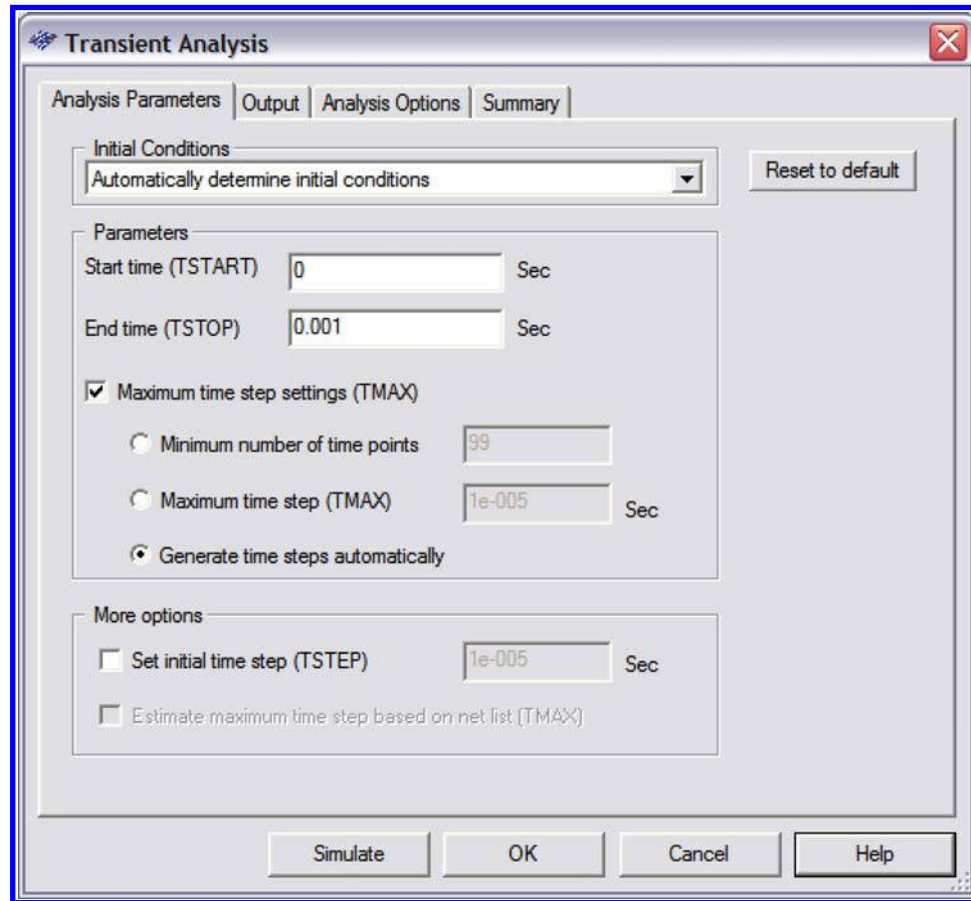 Transient Analysis
Analysis Parameters Output Analysis Options Summary
Initial Conditions
Automatically determine initial conditions
Reset to default
Parameters
Start time (TSTART) 0 Sec
End time (TSTOP) 0.001 Sec
Maximum time step settings (TMAX)
Minimum number of time points 99
Maximum time step (TMAX) 1e-005 Sec
Generate time steps automatically
More options
Set initial time step (TSTEP) 1e-005 Sec
Estimate maximum time step based on net list (TMAX)
Simulate OK Cancel Help